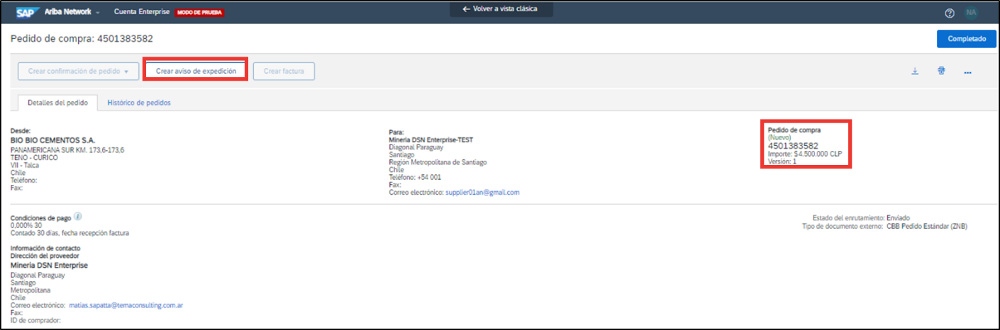 SAP Ariba Network Cuenta Enterprise MODO DE PRUEBA ← Volver a vista clásica ? NA
Pedido de compra: 4501383582 Completado
Crear confirmación de pedido ▼ Crear aviso de expedición Crear factura ...
Detalles del pedido Histórico de pedidos
Desde:
BIO BIO CEMENTOS S.A.
PANAMERICANA SUR KM. 173,6-173,6
TENO - CURICO
VII - Talca
Chile
Teléfono:
Fax:
Para:
Mineria DSN Enterprise-TEST
Diagonal Paraguay
Santiago
Región Metropolitana de Santiago
Chile
Teléfono: +54 001
Fax:
Correo electrónico: supplier01an@gmail.com
Pedido de compra
(Nuevo)
4501383582
Importe: $4.500.000 CLP
Versión: 1
Condiciones de pago i
0,000% 30
Contado 30 días, fecha recepción factura
Estado del enrutamiento: Enviado
Tipo de documento externo: CBB Pedido Estándar (ZNB)
Información de contacto
Dirección del proveedor
Mineria DSN Enterprise
Diagonal Paraguay
Santiago
Metropolitana
Chile
Correo electrónico: matias.sapatta@temaconsulting.com.ar
Fax:
ID de comprador: